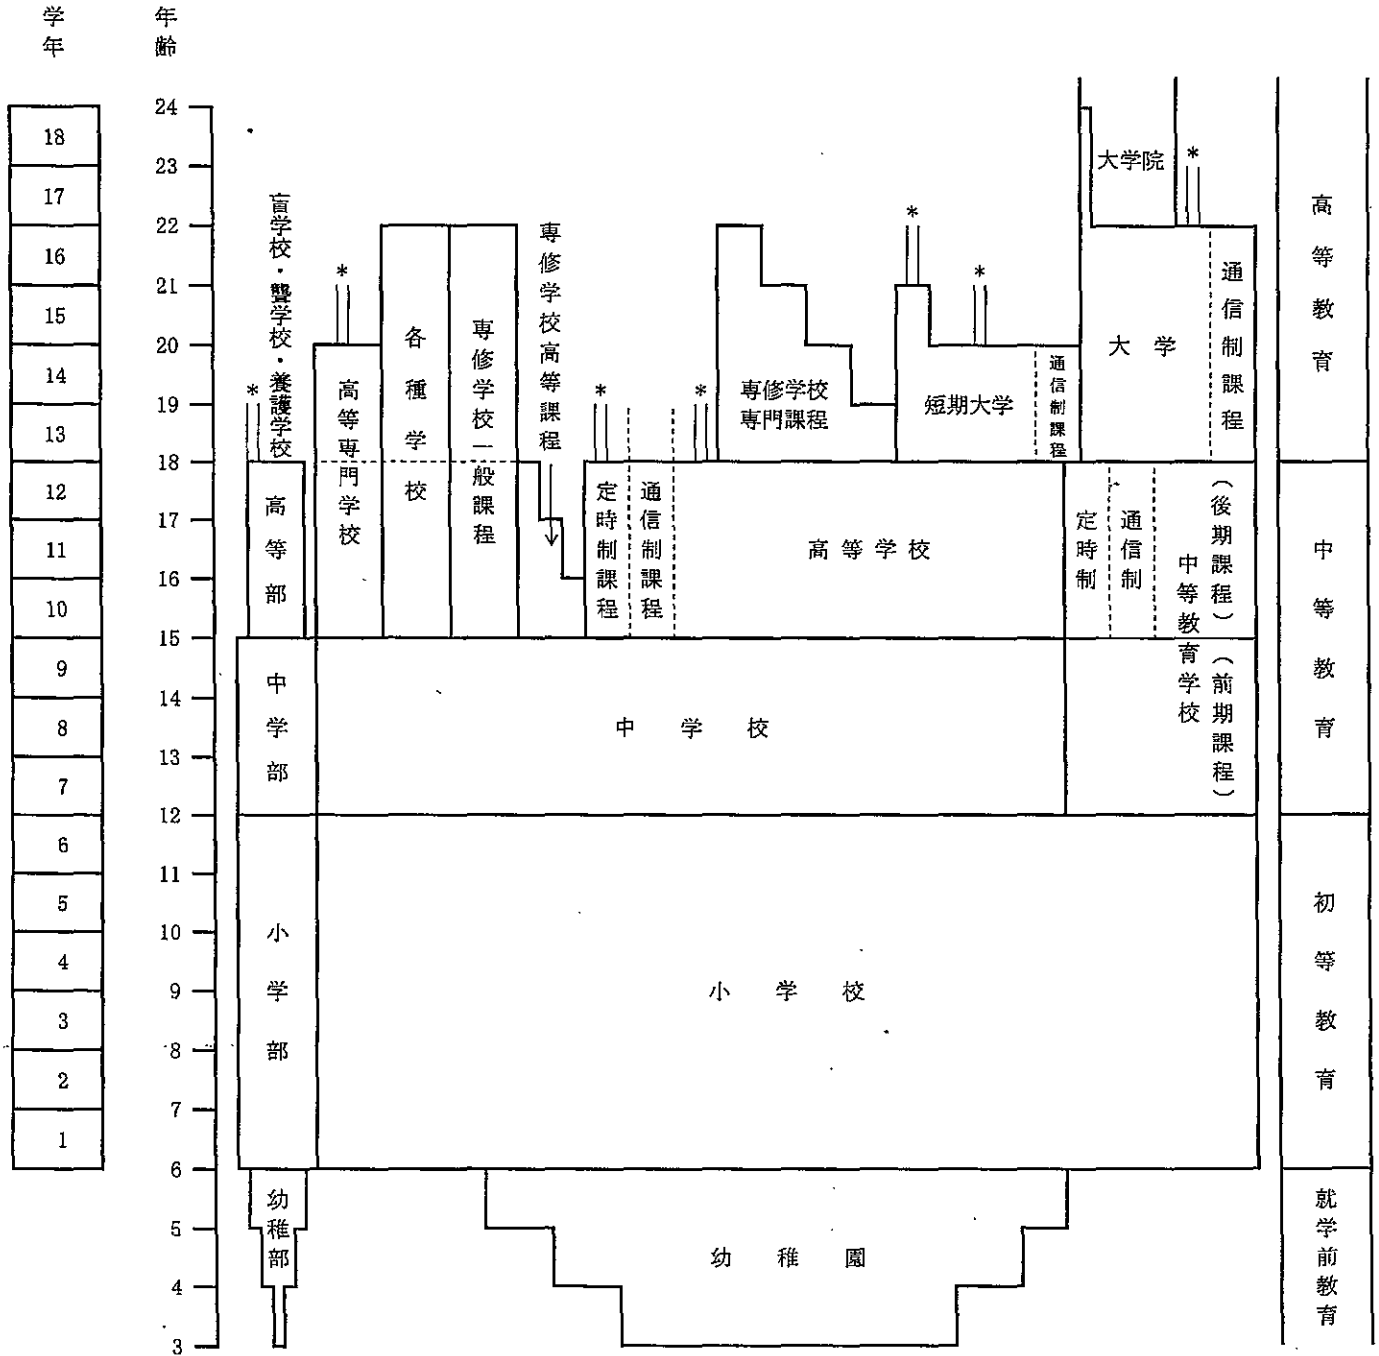 学年
年齢
24
18
23
17
22
16
21
15
20
14
19
13
18
12
17
11
16
10
15
9
14
8
13
7
12
6
11
5
10
4
9
3
8
2
7
1
6
5
4
3
盲学校・聾学校・養護学校
*
高等部
中学部
小学部
幼稚部
*
高等専門学校
各種学校
専修学校一般課程
専修学校高等課程
*
定時制課程
通信制課程
*
高等学校
専修学校
専門課程
*
短期大学
*
通信制課程
大学院
*
大学
通信制課程
定時制
通信制
中等教育学校
(後期課程)
(前期課程)
中学校
小学校
幼稚園
高等教育
中等教育
初等教育
就学前教育